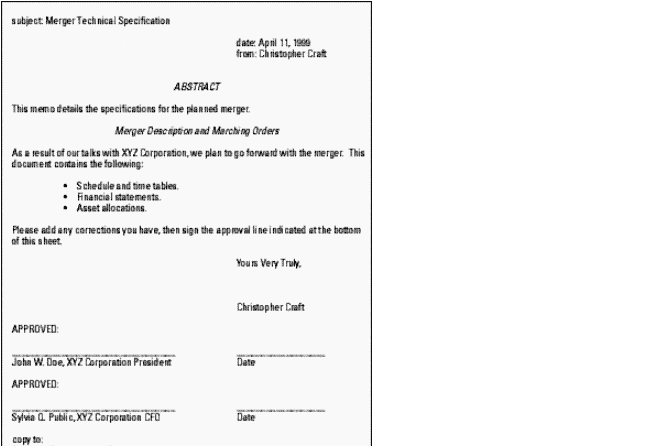 subject: Merger Technical Specification
date: April 11, 1999
from: Christopher Craft
ABSTRACT
This memo details the specifications for the planned merger.
Merger Description and Marching Orders
As a result of our talks with XYZ Corporation, we plan to go forward with the merger. This
document contains the following:
• Schedule and time tables.
• Financial statements.
• Asset allocations.
Please add any corrections you have, then sign the approval line indicated at the bottom
of this sheet.
Yours Very Truly,
Christopher Craft
APPROVED:
John W. Doe, XYZ Corporation President Date
APPROVED:
Sylvia Q. Public, XYZ Corporation CFO Date
copy to: